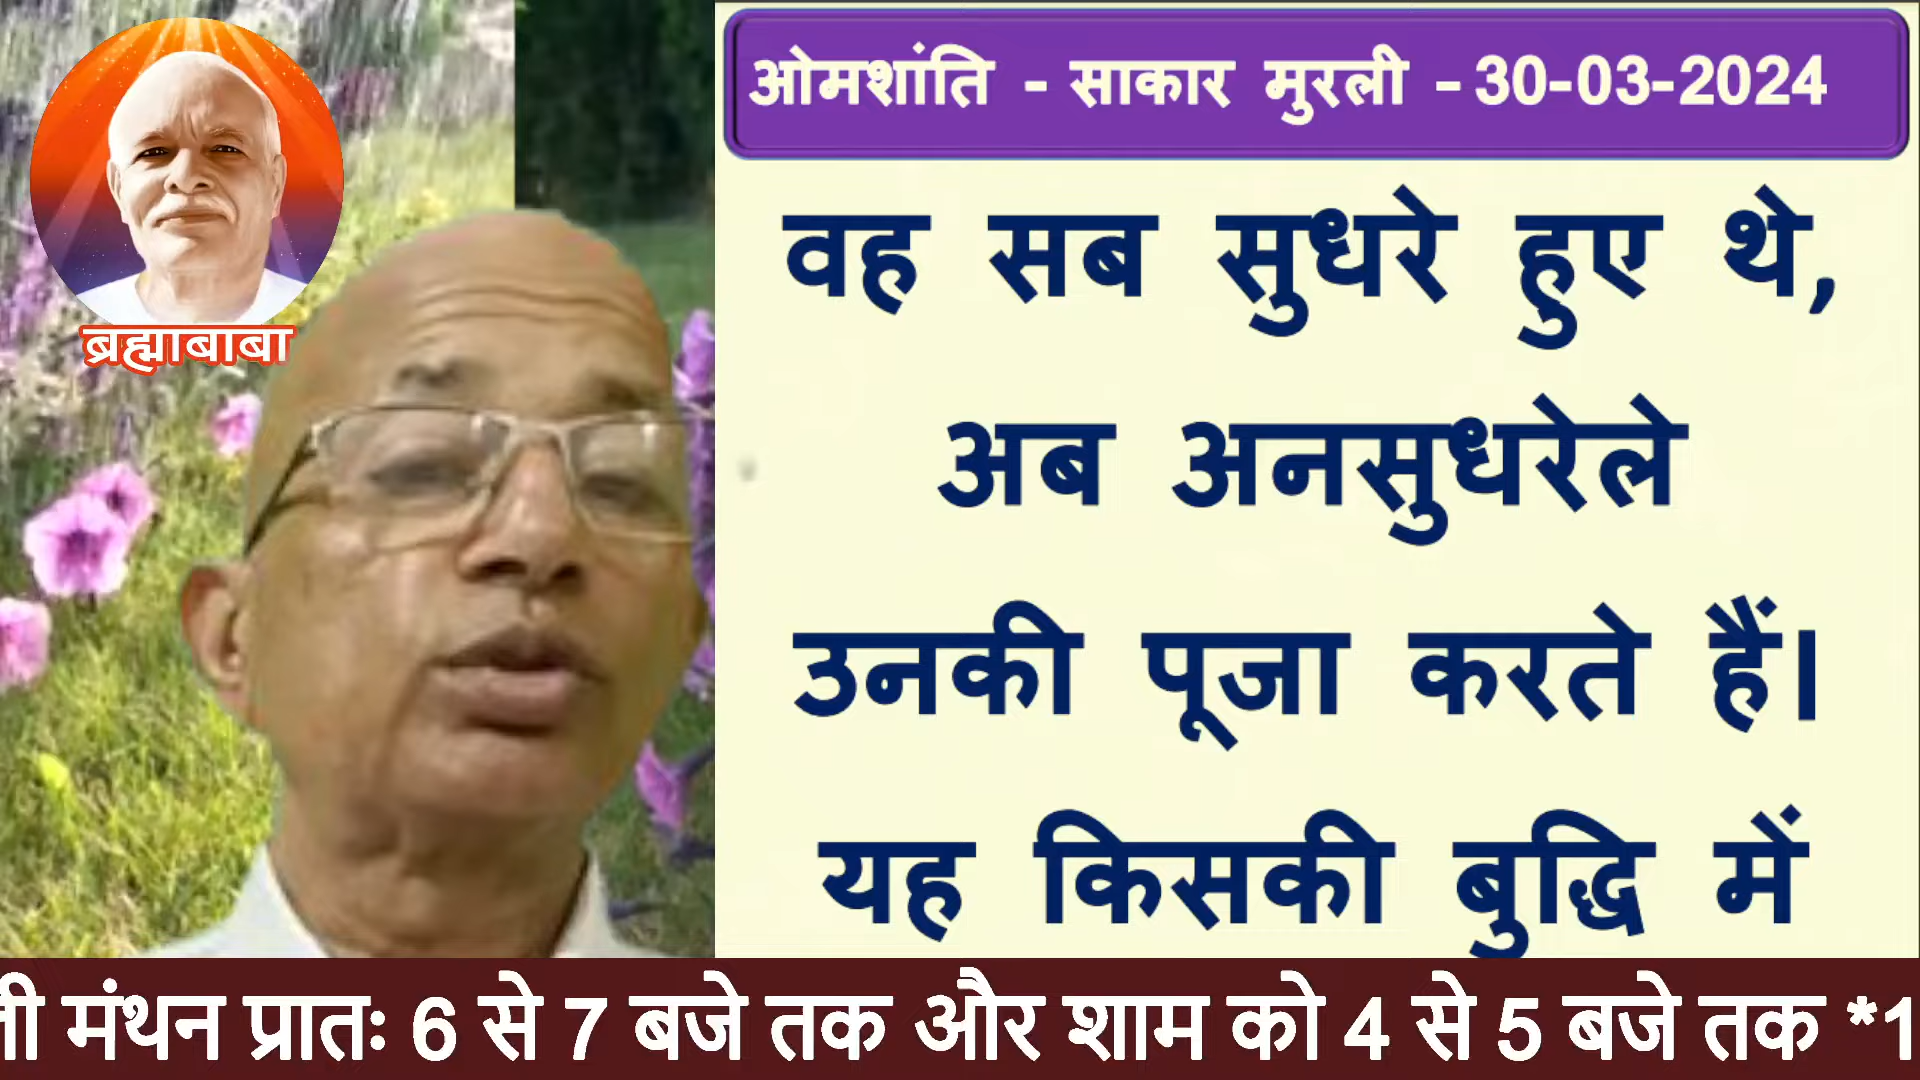 ब्रह्माबाबा
ओमशांति - साकार मुरली - 30-03-2024
वह सब सुधरे हुए थे,
अब अनसुधरेले
उनकी पूजा करते हैं।
यह किसकी बुद्धि में
मंथन प्रातः 6 से 7 बजे तक और शाम को 4 से 5 बजे तक *1